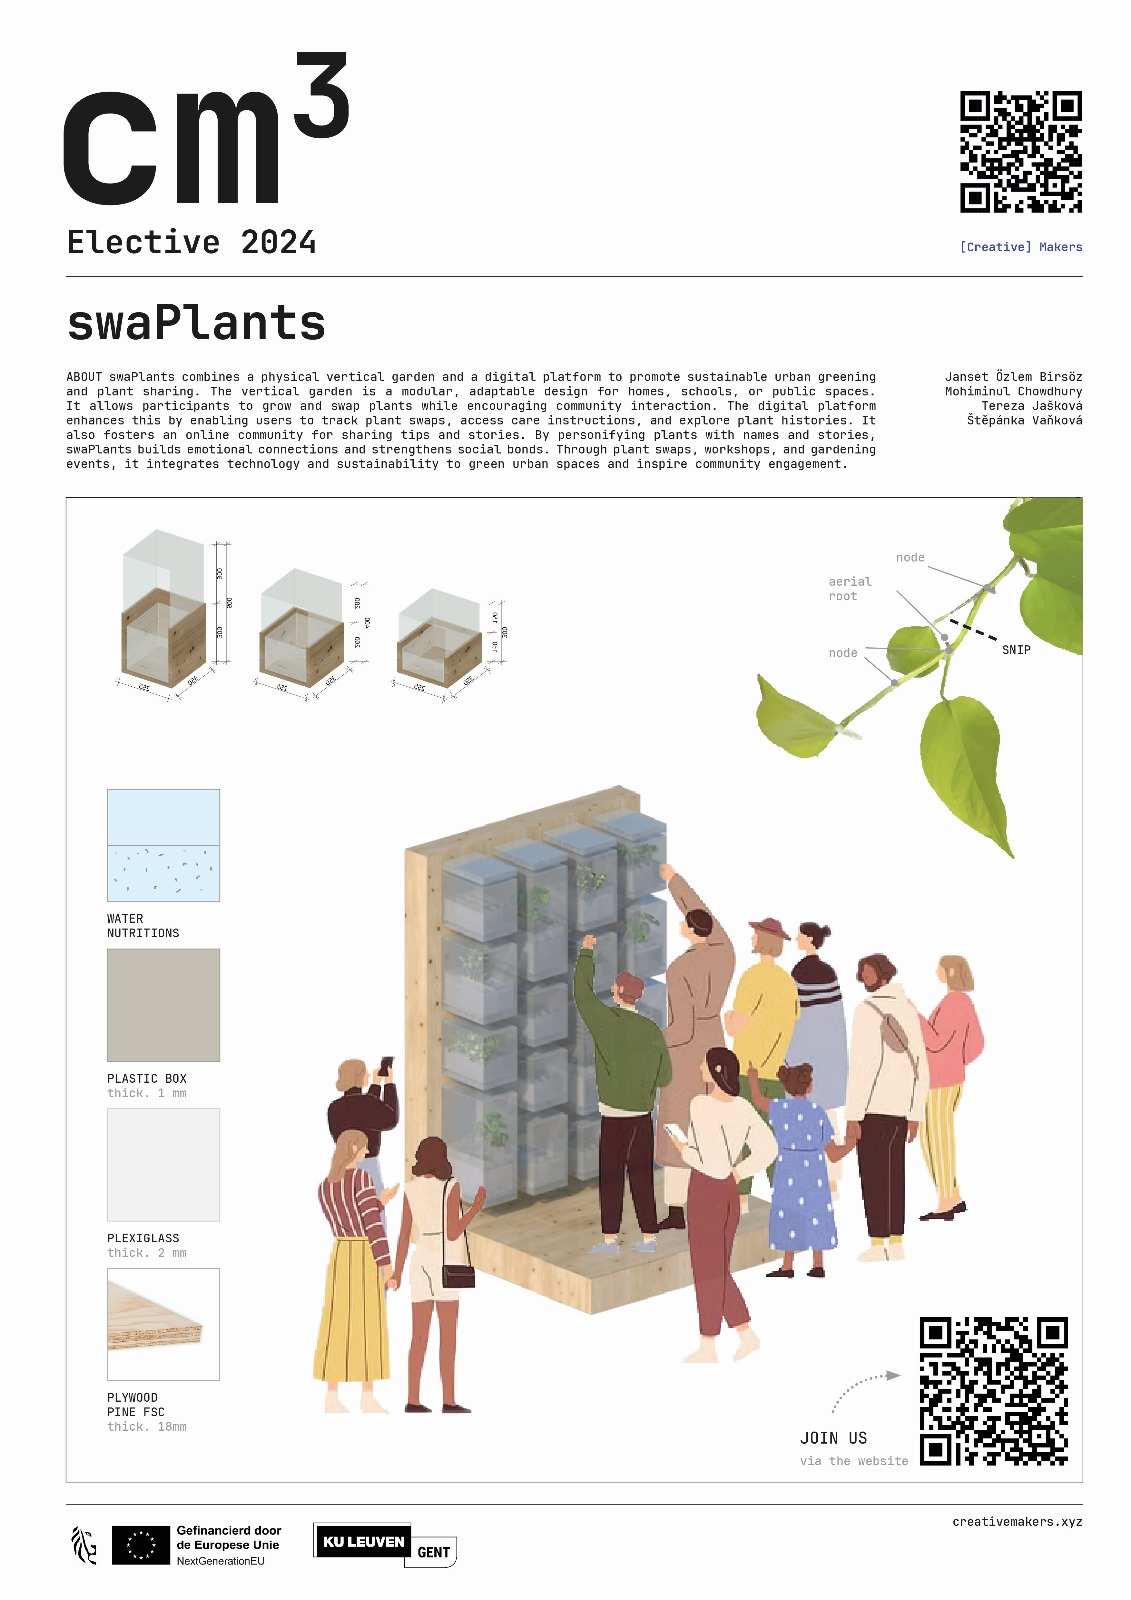 cm³
Elective 2024
[Creative] Makers
swaPlants
ABOUT swaPlants combines a physical vertical garden and a digital platform to promote sustainable urban greening
and plant sharing. The vertical garden is a modular, adaptable design for homes, schools, or public spaces.
It allows participants to grow and swap plants while encouraging community interaction. The digital platform
enhances this by enabling users to track plant swaps, access care instructions, and explore plant histories. It
also fosters an online community for sharing tips and stories. By personifying plants with names and stories,
swaPlants builds emotional connections and strengthens social bonds. Through plant swaps, workshops, and gardening
events, it integrates technology and sustainability to green urban spaces and inspire community engagement.
Janset Özlem Birsöz
Mohiminul Chowdhury
Tereza Jašková
Štěpánka Vaňková
node
aerial
root
node
SNIP
300
300
300
300
WATER
NUTRITIONS
PLASTIC BOX
thick. 1 mm
PLEXIGLASS
thick. 2 mm
PLYWOOD
PINE FSC
thick. 18mm
JOIN US
via the website
creativemakers.xyz
Gefinancierd door
de Europese Unie
NextGenerationEU
KU LEUVEN
GENT